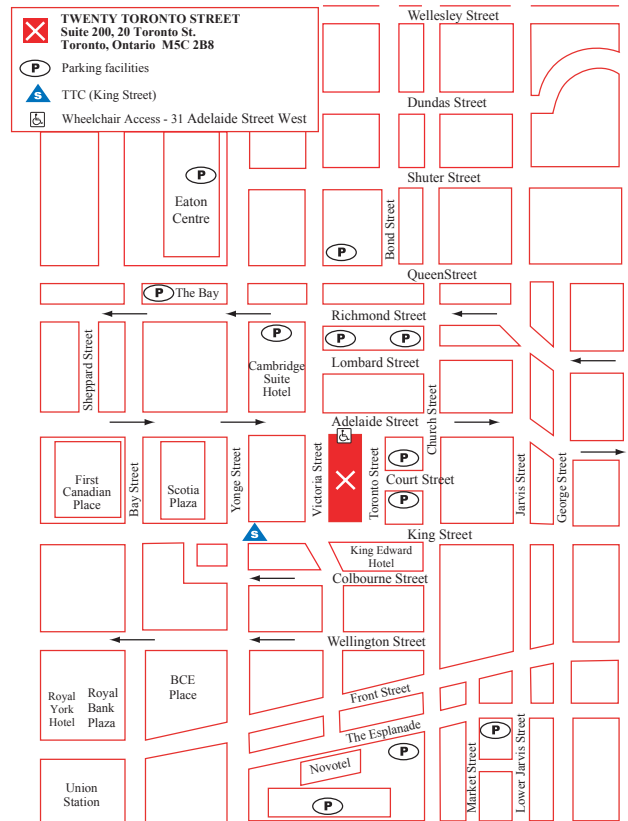 TWENTY TORONTO STREET
Suite 200, 20 Toronto St.
Toronto, Ontario M5C 2B8
P Parking facilities
S TTC (King Street)
Wheelchair Access - 31 Adelaide Street West
Wellesley Street
Dundas Street
Shuter Street
P
Eaton
Centre
Bond Street
P
QueenStreet
P The Bay
Richmond Street
P
P
P
Lombard Street
Cambridge
Suite
Hotel
Sheppard Street
Adelaide Street
Church Street
First
Canadian
Place
Bay Street
Scotia
Plaza
Yonge Street
Victoria Street
Toronto Street
P
Court Street
P
Jarvis Street
George Street
S
King Street
King Edward
Hotel
Colbourne Street
Wellington Street
Royal
York
Hotel
Royal
Bank
Plaza
BCE
Place
Front Street
The Esplanade
P
P
Novotel
P
Market Street
Lower Jarvis Street
Union
Station